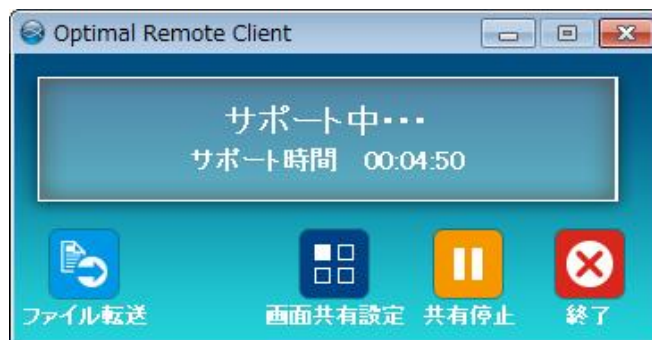 Optimal Remote Client
サポート中・・・
サポート時間 00:04:50
ファイル転送 画面共有設定 共有停止 終了